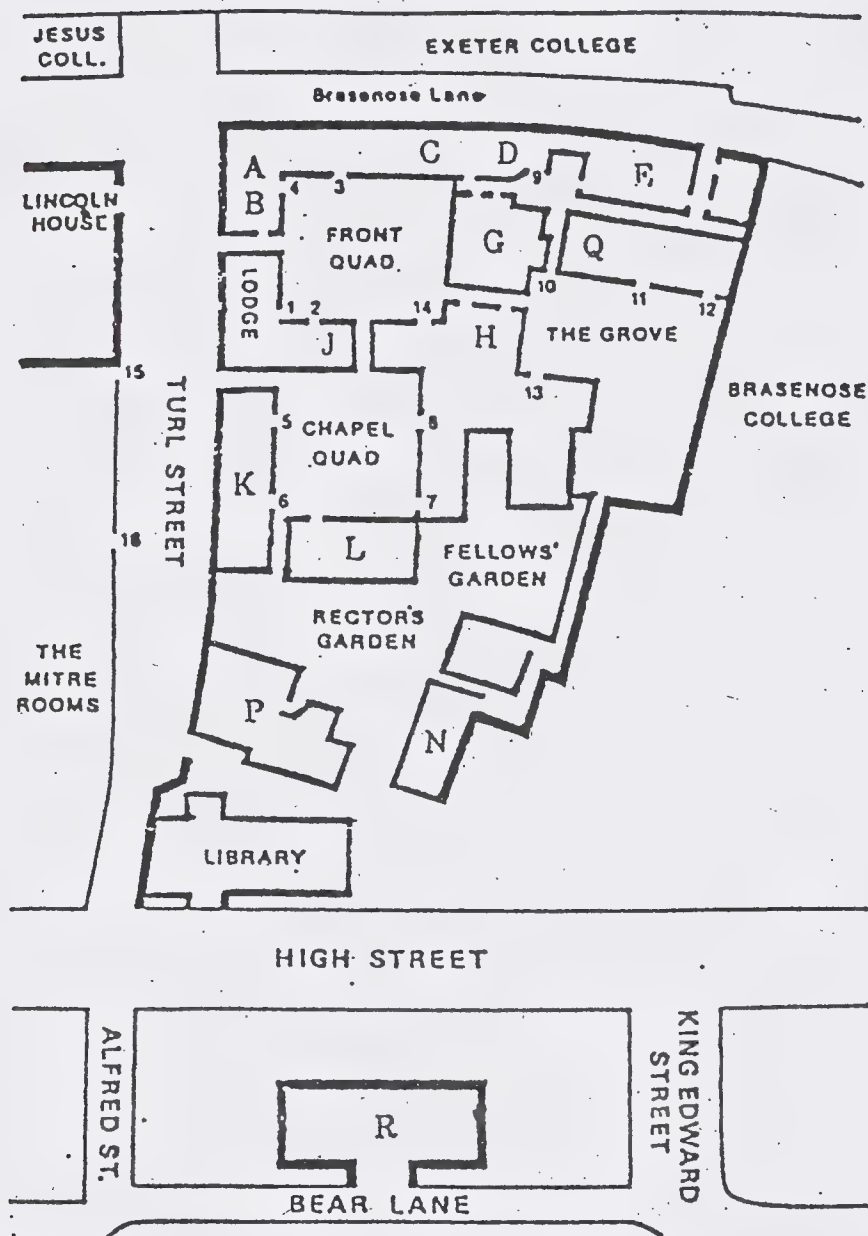 JESUS
COLL.
EXETER COLLEGE
Brasenose Lane
A
B
C
D
E
9
4
3
LINCOLN
HOUSE
FRONT
QUAD.
G
Q
LODGE
10
11
12
1
2
14
J
H
THE GROVE
15
13
TURL STREET
BRASENOSE
COLLEGE
5
8
CHAPEL
QUAD
K
6
7
16
L
FELLOWS'
GARDEN
RECTOR'S
GARDEN
THE
MITRE
ROOMS
P
N
LIBRARY
HIGH STREET
ALFRED ST.
KING EDWARD
STREET
R
BEAR LANE